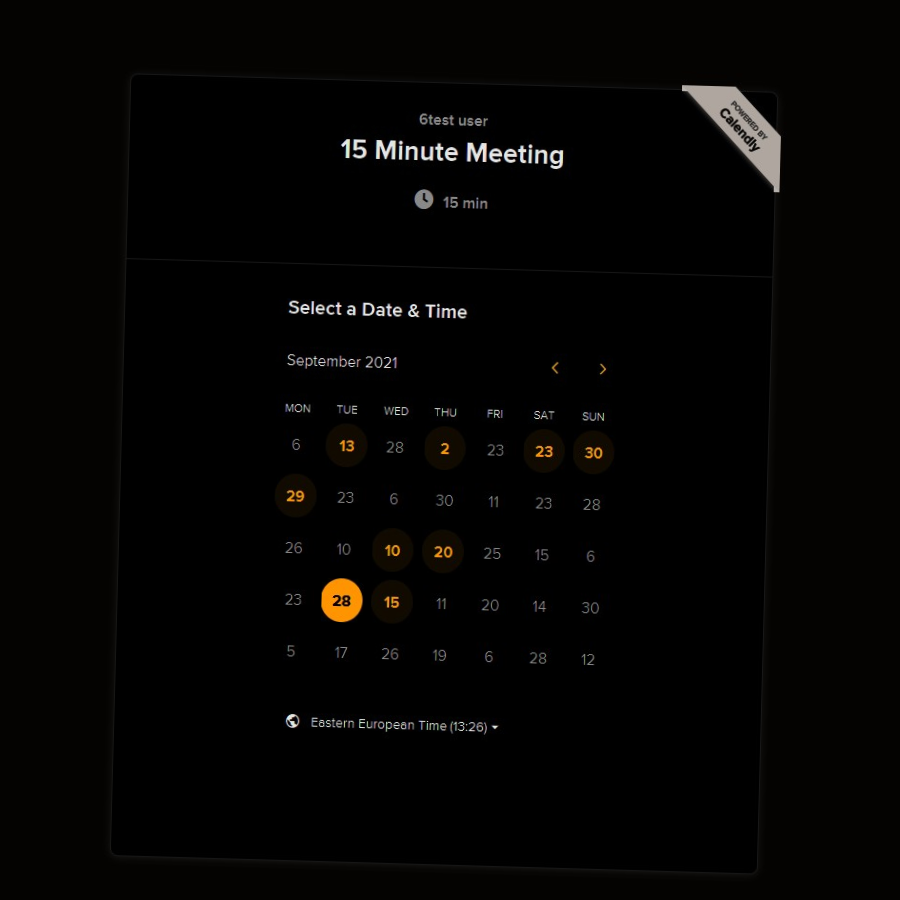 6test user
15 Minute Meeting
15 min
POWERED BY
Calendly
Select a Date & Time
September 2021
MON TUE WED THU FRI SAT SUN
6 13 28 2 23 23 30
29 23 6 30 11 23 28
26 10 10 20 25 15 6
23 28 15 11 20 14 30
5 17 26 19 6 28 12
Eastern European Time (13:26)